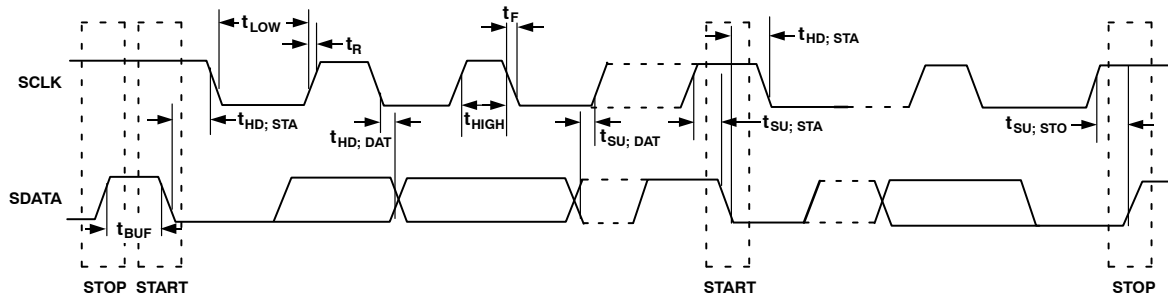 tLOW
tR
tF
tHD; STA
SCLK
tHD; STA
tHD; DAT
tHIGH
tSU; DAT
tSU; STA
tSU; STO
SDATA
tBUF
STOP START
START
STOP